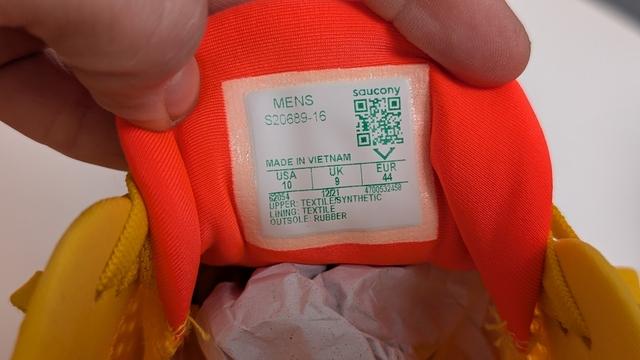 saucony
MENS
S20689-16
MADE IN VIETNAM
USA UK EUR
10 9 44
62054 12/21 4700532458
UPPER: TEXTILE/SYNTHETIC
LINING: TEXTILE
OUTSOLE: RUBBER